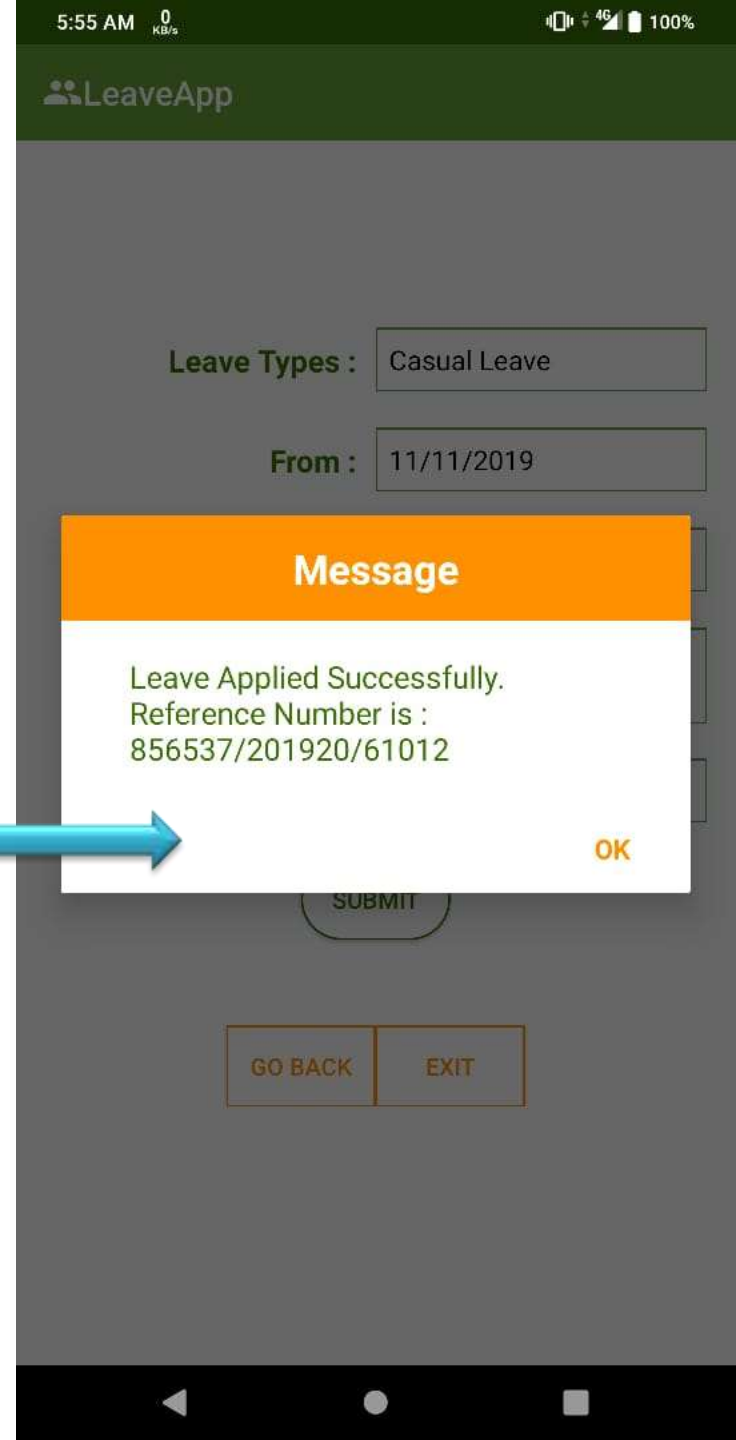 5:55 AM 0 KB/s 4G 100%
LeaveApp
Leave Types : Casual Leave
From : 11/11/2019
Message
Leave Applied Successfully.
Reference Number is :
856537/201920/61012
OK
SUBMIT
GO BACK EXIT